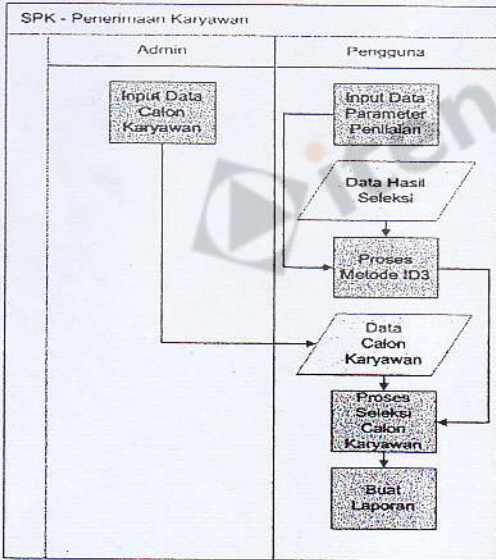 SPK - Penerimaan Karyawan
Admin
Pengguna
Input Data
Calon
Karyawan
Input Data
Parameter
Penilaian
Data Hasil
Seleksi
Proses
Metode ID3
Data
Calon
Karyawan
Proses
Seleksi
Calon
Karyawan
Buat
Laporan